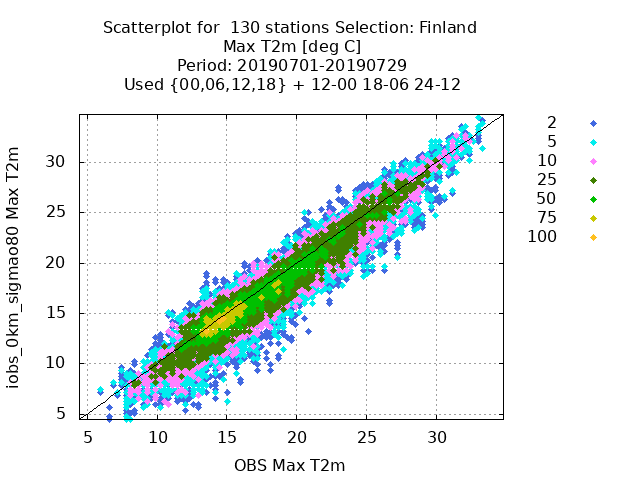 Scatterplot for  130 stations Selection: Finland
Max T2m [deg C]
Period: 20190701-20190729
Used {00,06,12,18} + 12-00 18-06 24-12
iobs_0km_sigmao80 Max T2m
30
25
20
15
10
5
5 10 15 20 25 30
OBS Max T2m
2
5
10
25
50
75
100